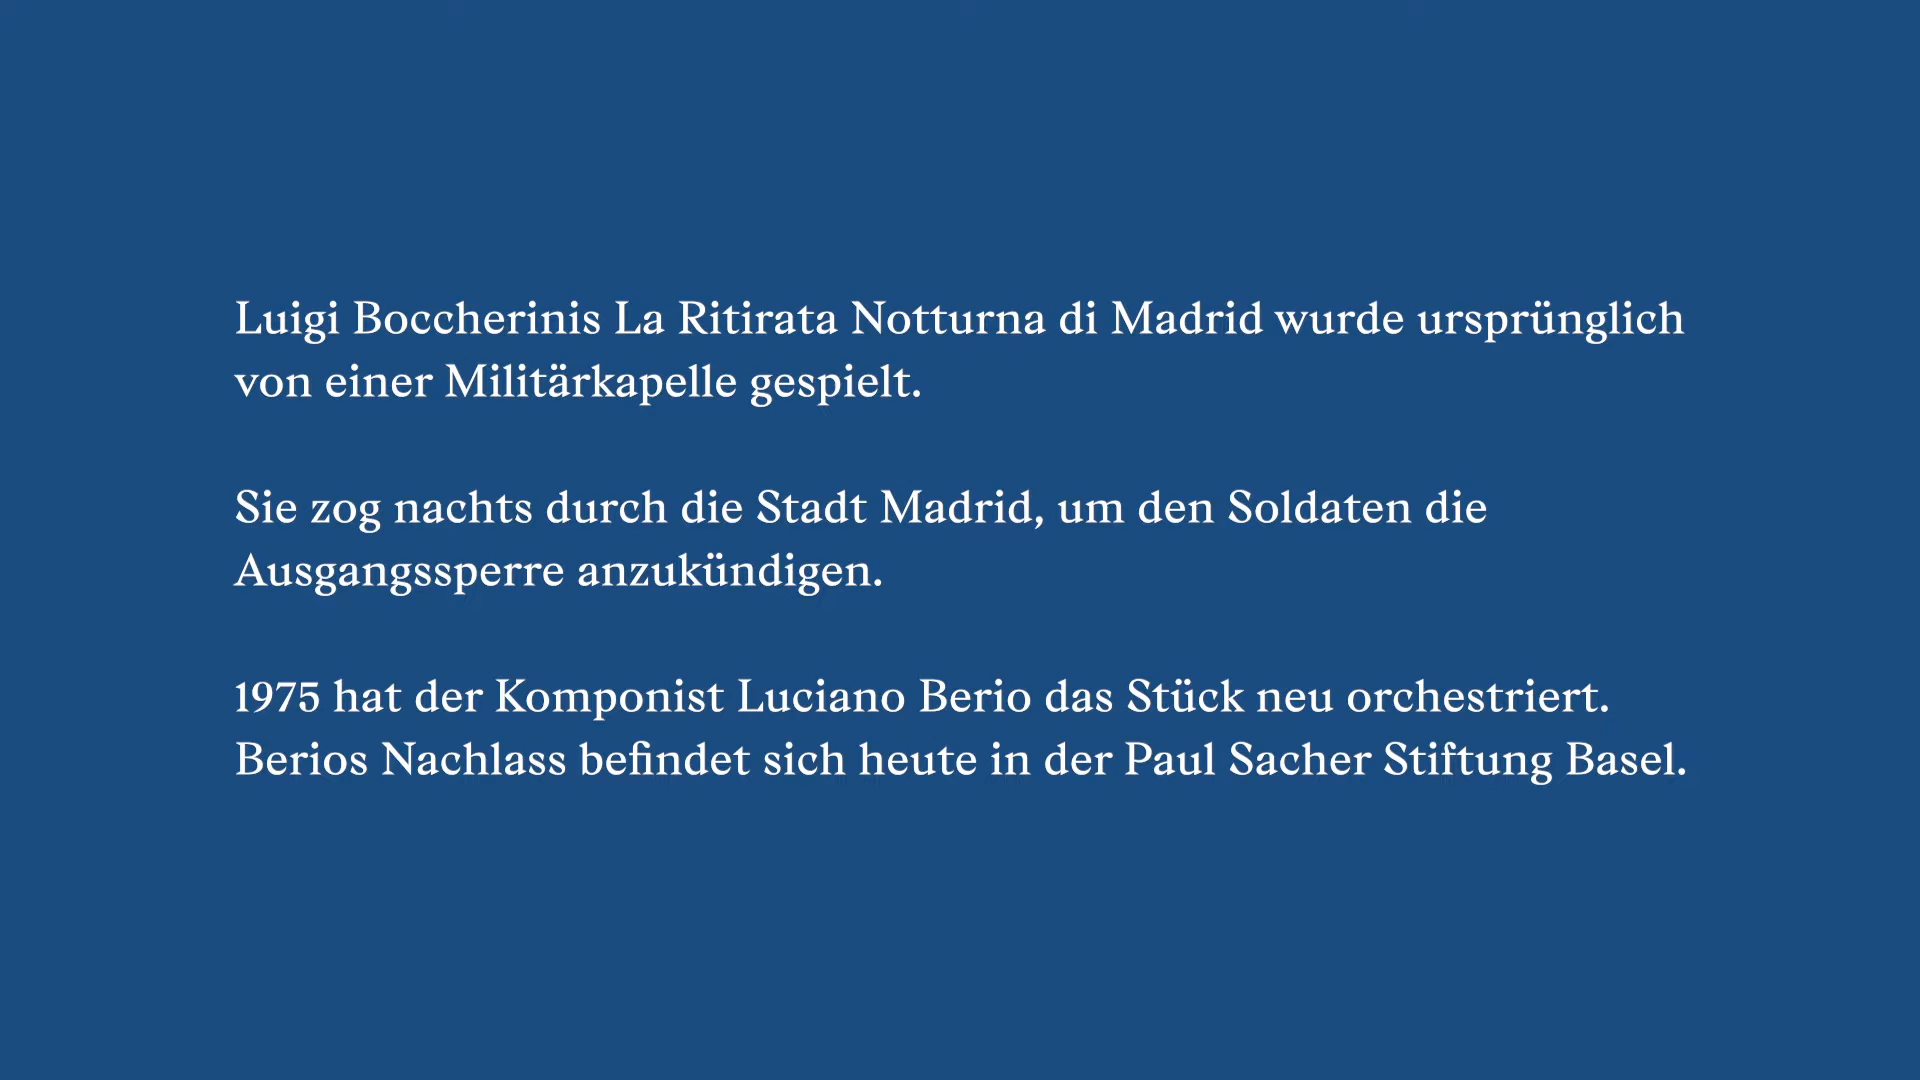 Luigi Boccherinis La Ritirata Notturna di Madrid wurde ursprünglich
von einer Militärkapelle gespielt.
Sie zog nachts durch die Stadt Madrid, um den Soldaten die
Ausgangssperre anzukündigen.
1975 hat der Komponist Luciano Berio das Stück neu orchestriert.
Berios Nachlass befindet sich heute in der Paul Sacher Stiftung Basel.